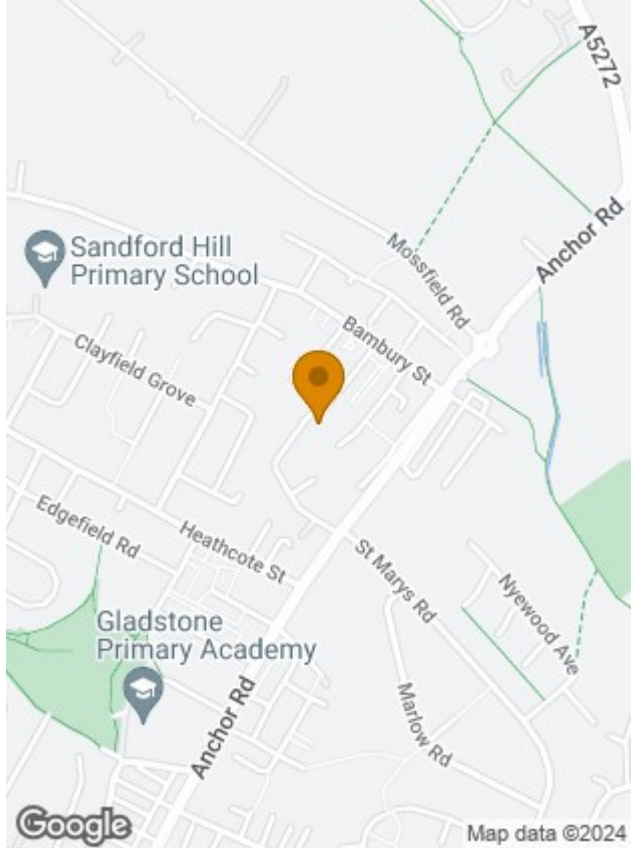 A5272
Anchor Rd
Mossfield Rd
Sandford Hill
Primary School
Bambury St
Clayfield Grove
Edgefield Rd
Heathcote St
St Marys Rd
Nyewood Ave
Gladstone
Primary Academy
Anchor Rd
Marlow Rd
Google
Map data ©2024